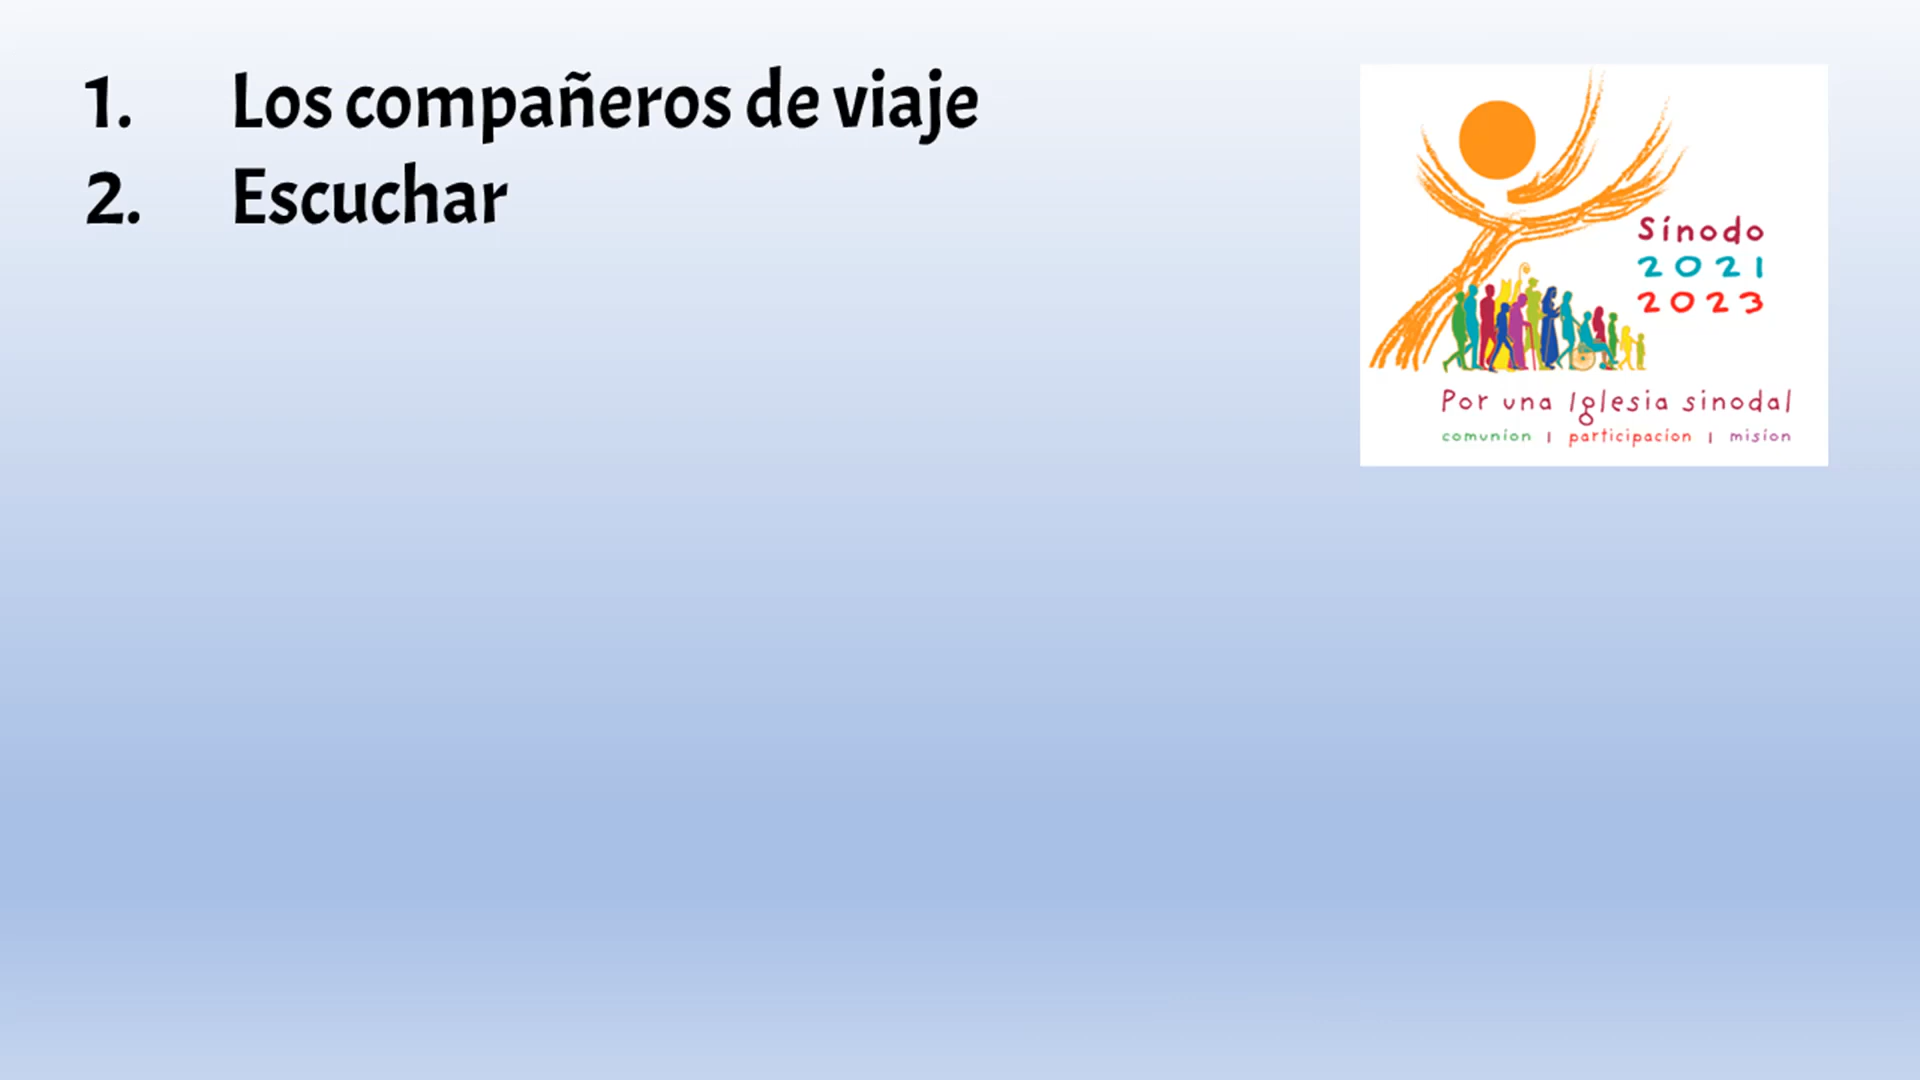 1. Los compañeros de viaje
2. Escuchar
Sínodo
2021
2023
Por una Iglesia sinodal
comunion | participacion | mision